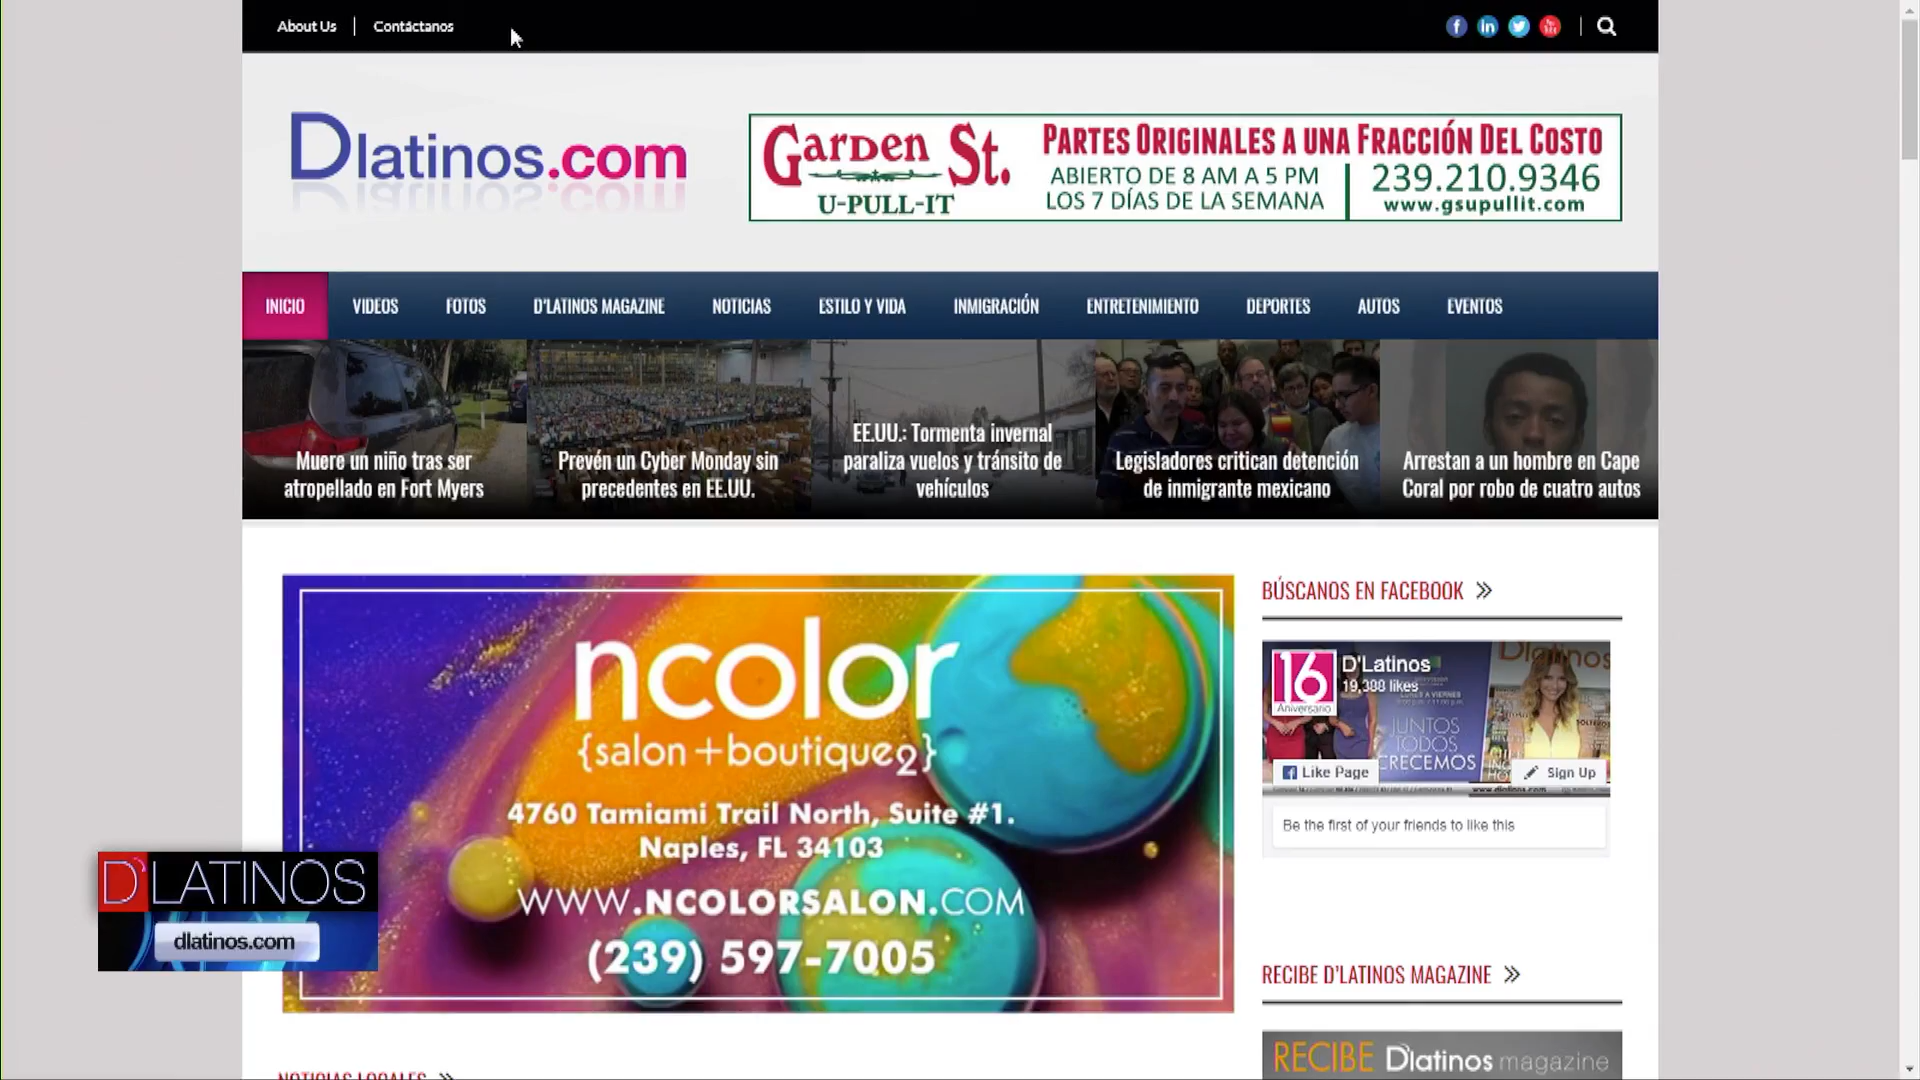 About Us | Contáctanos
Dlatinos.com
Garden St.
U-PULL-IT
PARTES ORIGINALES A UNA FRACCIÓN DEL COSTO
ABIERTO DE 8 AM A 5 PM
LOS 7 DÍAS DE LA SEMANA
239.210.9346
www.gsupullit.com
INICIO VIDEOS FOTOS D'LATINOS MAGAZINE NOTICIAS ESTILO Y VIDA INMIGRACIÓN ENTRETENIMIENTO DEPORTES AUTOS EVENTOS
Muere un niño tras ser
atropellado en Fort Myers
Prevén un Cyber Monday sin
precedentes en EE.UU.
EE.UU.: Tormenta invernal
paraliza vuelos y tránsito de
vehículos
Legisladores critican detención
de inmigrante mexicano
Arrestan a un hombre en Cape
Coral por robo de cuatro autos
ncolor
{salon+boutique2}
4760 Tamiami Trail North, Suite #1.
Naples, FL 34103
WWW.NCOLORSALON.COM
(239) 597-7005
BÚSCANOS EN FACEBOOK
16
Aniversario
D'Latinos
19,388 likes
Dlatinos
JUNTOS
TODOS
CRECEMOS
Like Page
Sign Up
www.dlatinos.com
Be the first of your friends to like this
RECIBE D'LATINOS MAGAZINE
RECIBE Dlatinos magazine
D'LATINOS
dlatinos.com
NOTICIAS LOCALES